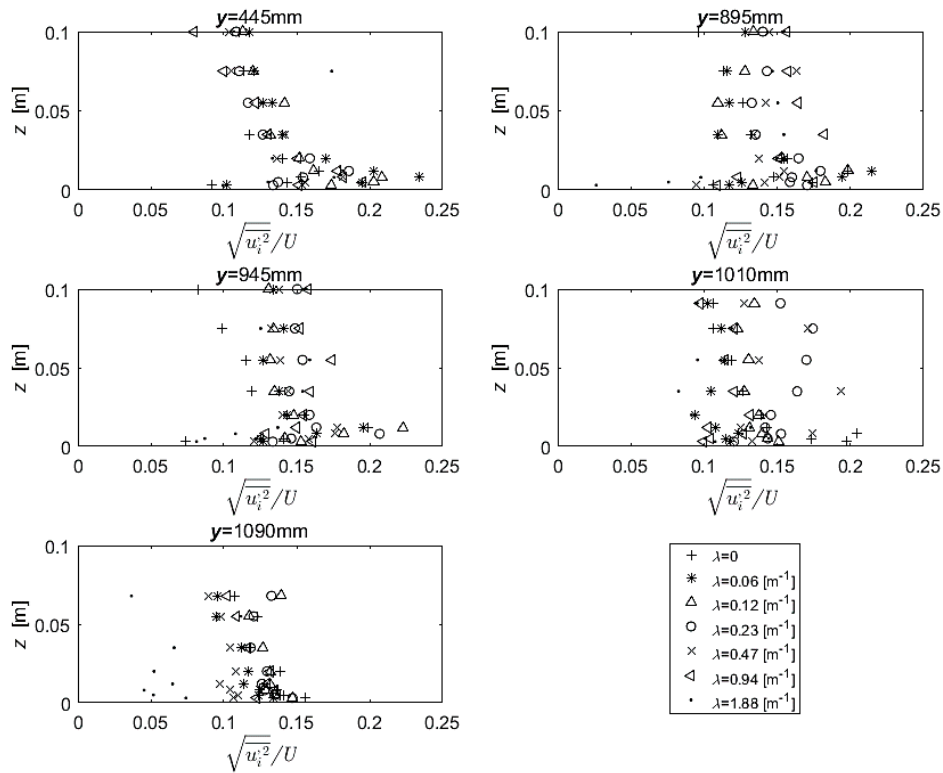 y=445mm
0.1
0.05
0
z [m]
0 0.05 0.1 0.15 0.2 0.25
√u_i'^2/U
y=895mm
0.1
0.05
0
z [m]
0 0.05 0.1 0.15 0.2 0.25
√u_i'^2/U
y=945mm
0.1
0.05
0
z [m]
0 0.05 0.1 0.15 0.2 0.25
√u_i'^2/U
y=1010mm
0.1
0.05
0
z [m]
0 0.05 0.1 0.15 0.2 0.25
√u_i'^2/U
y=1090mm
0.1
0.05
0
z [m]
0 0.05 0.1 0.15 0.2 0.25
√u_i'^2/U
λ=0
λ=0.06 [m⁻¹]
λ=0.12 [m⁻¹]
λ=0.23 [m⁻¹]
λ=0.47 [m⁻¹]
λ=0.94 [m⁻¹]
λ=1.88 [m⁻¹]